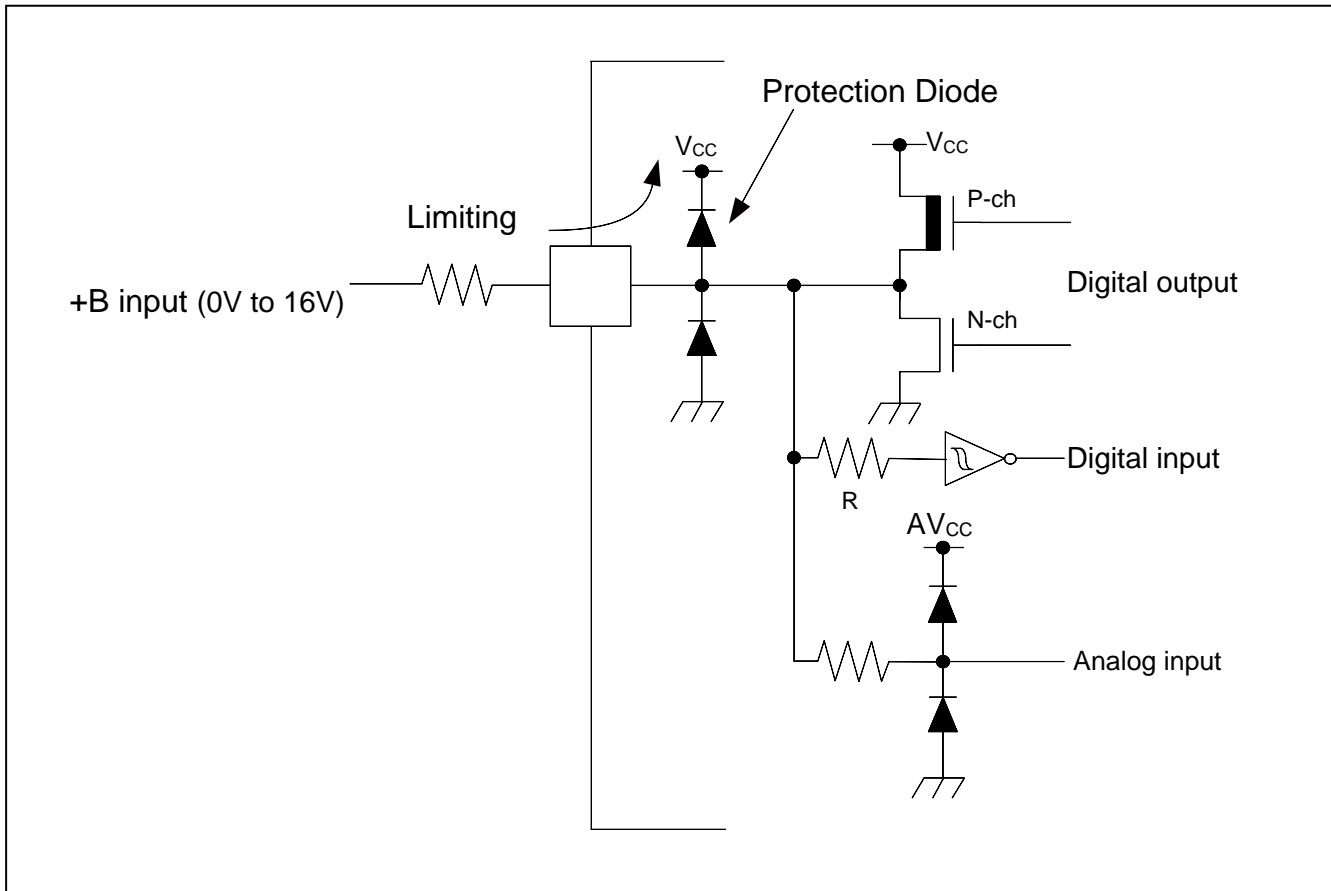 Protection Diode
VCC
VCC
P-ch
Limiting
+B input (0V to 16V)
Digital output
N-ch
Digital input
R
AVCC
Analog input